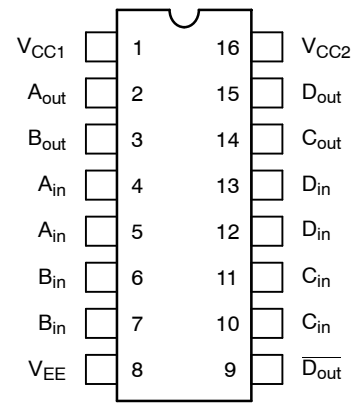 VCC1 1 16 VCC2
Aout 2 15 Dout
Bout 3 14 Cout
Ain 4 13 Din
Ain 5 12 Din
Bin 6 11 Cin
Bin 7 10 Cin
VEE 8 9 D̅o̅u̅t̅